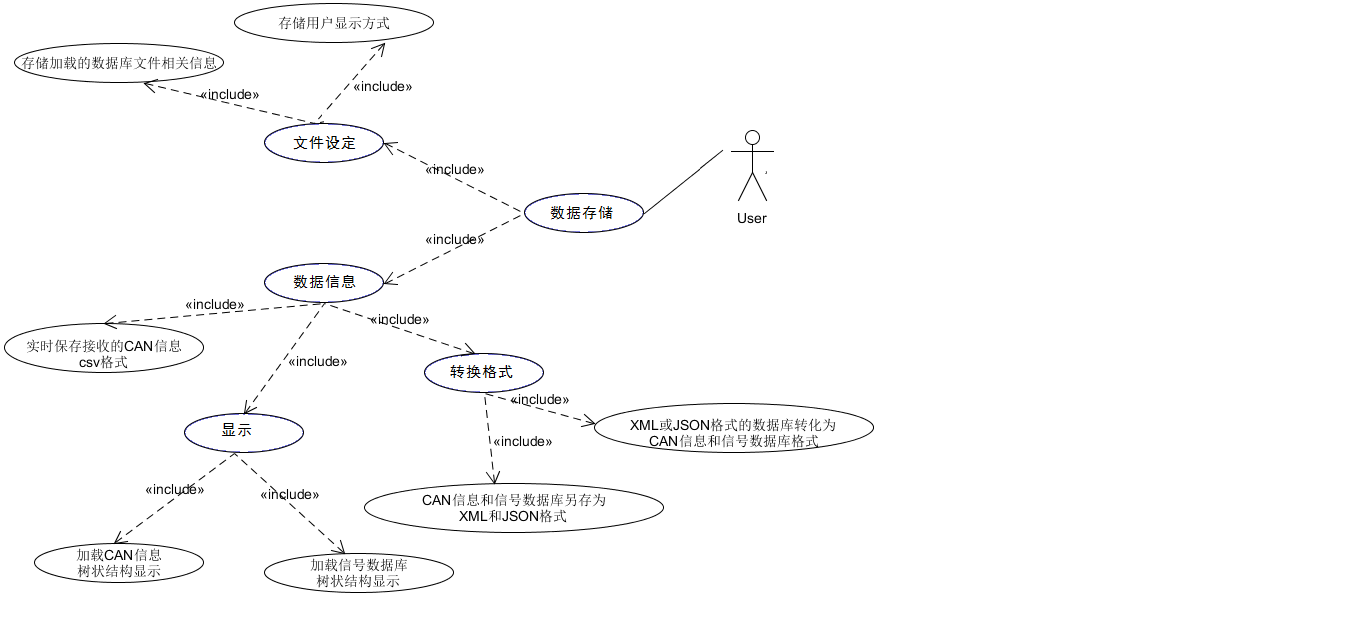 存储用户显示方式
存储加载的数据库文件相关信息
«include»
«include»
文件设定
«include»
数据存储
User
«include»
数据信息
«include»
«include»
实时保存接收的CAN信息
csv格式
«include»
转换格式
«include»
显示
XML或JSON格式的数据库转化为
CAN信息和信号数据库格式
«include»
«include»
«include»
CAN信息和信号数据库另存为
XML和JSON格式
加载CAN信息
树状结构显示
加载信号数据库
树状结构显示